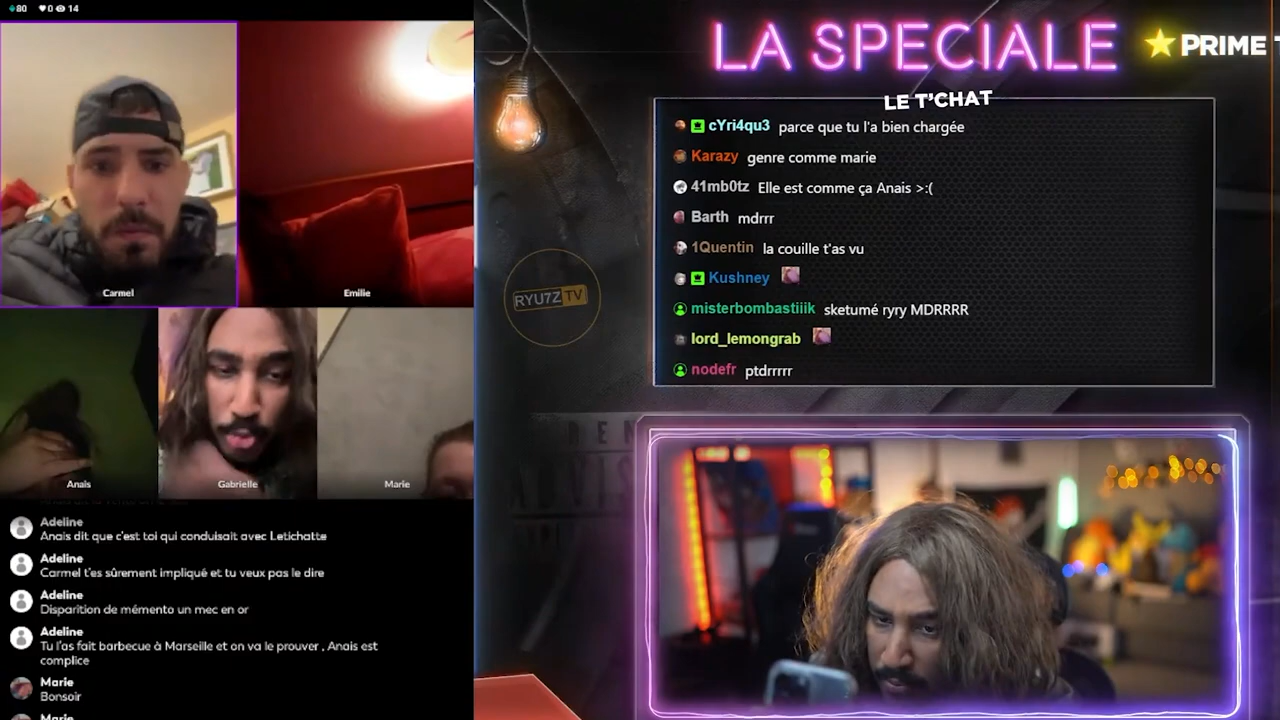 80 0 14
Carmel
Emilie
Anaïs
Gabrielle
Marie
Adeline
Anais dit que c'est toi qui conduisait avec Letichatte
Adeline
Carmel t'es sûrement impliqué et tu veux pas le dire
Adeline
Disparition de mémento un mec en or
Adeline
Tu l'as fait barbecue à Marseille et on va le prouver , Anais est
complice
Marie
Bonsoir
Marie
LA SPECIALE
PRIME
LE T'CHAT
cYri4qu3 parce que tu l'a bien chargée
Karazy genre comme marie
41mb0tz Elle est comme ça Anais >:(
Barth mdrrr
1Quentin la couille t'as vu
Kushney
misterbombastiiik sketumé ryry MDRRRR
lord_lemongrab
nodefr ptdrrrrr
RYU7Z TV